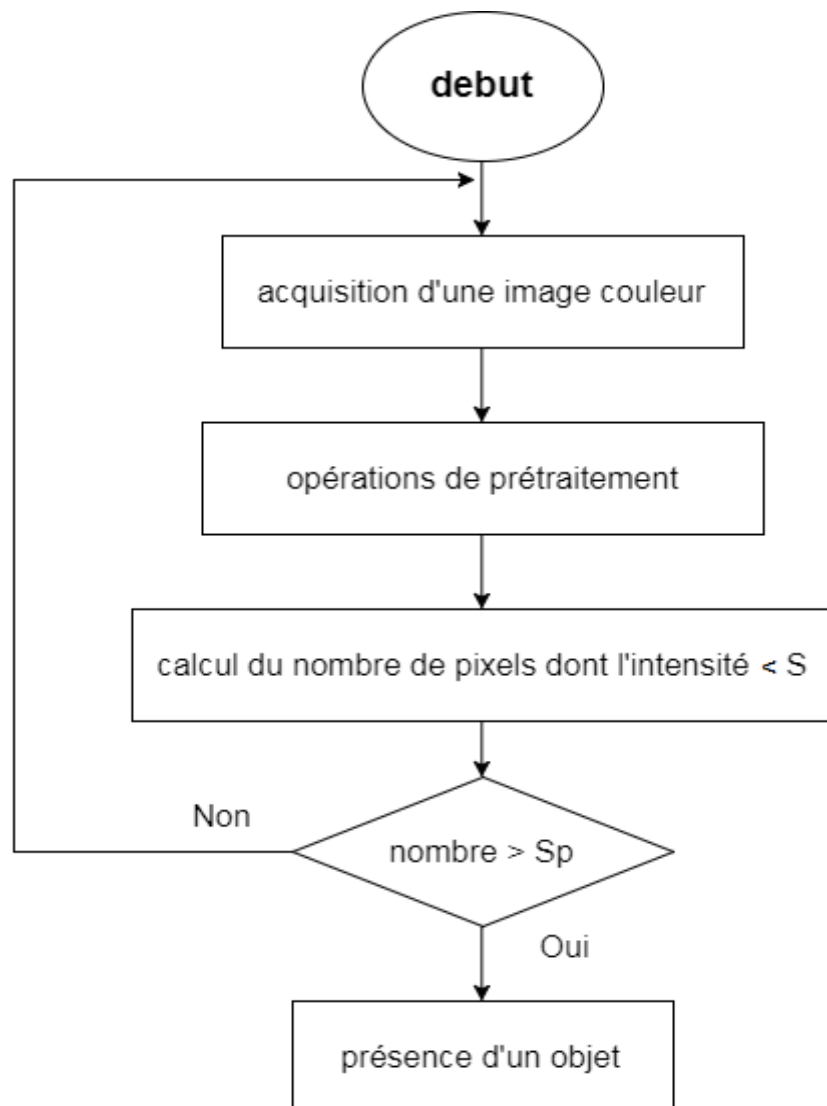 debut
acquisition d'une image couleur
opérations de prétraitement
calcul du nombre de pixels dont l'intensité < S
Non
nombre > Sp
Oui
présence d'un objet